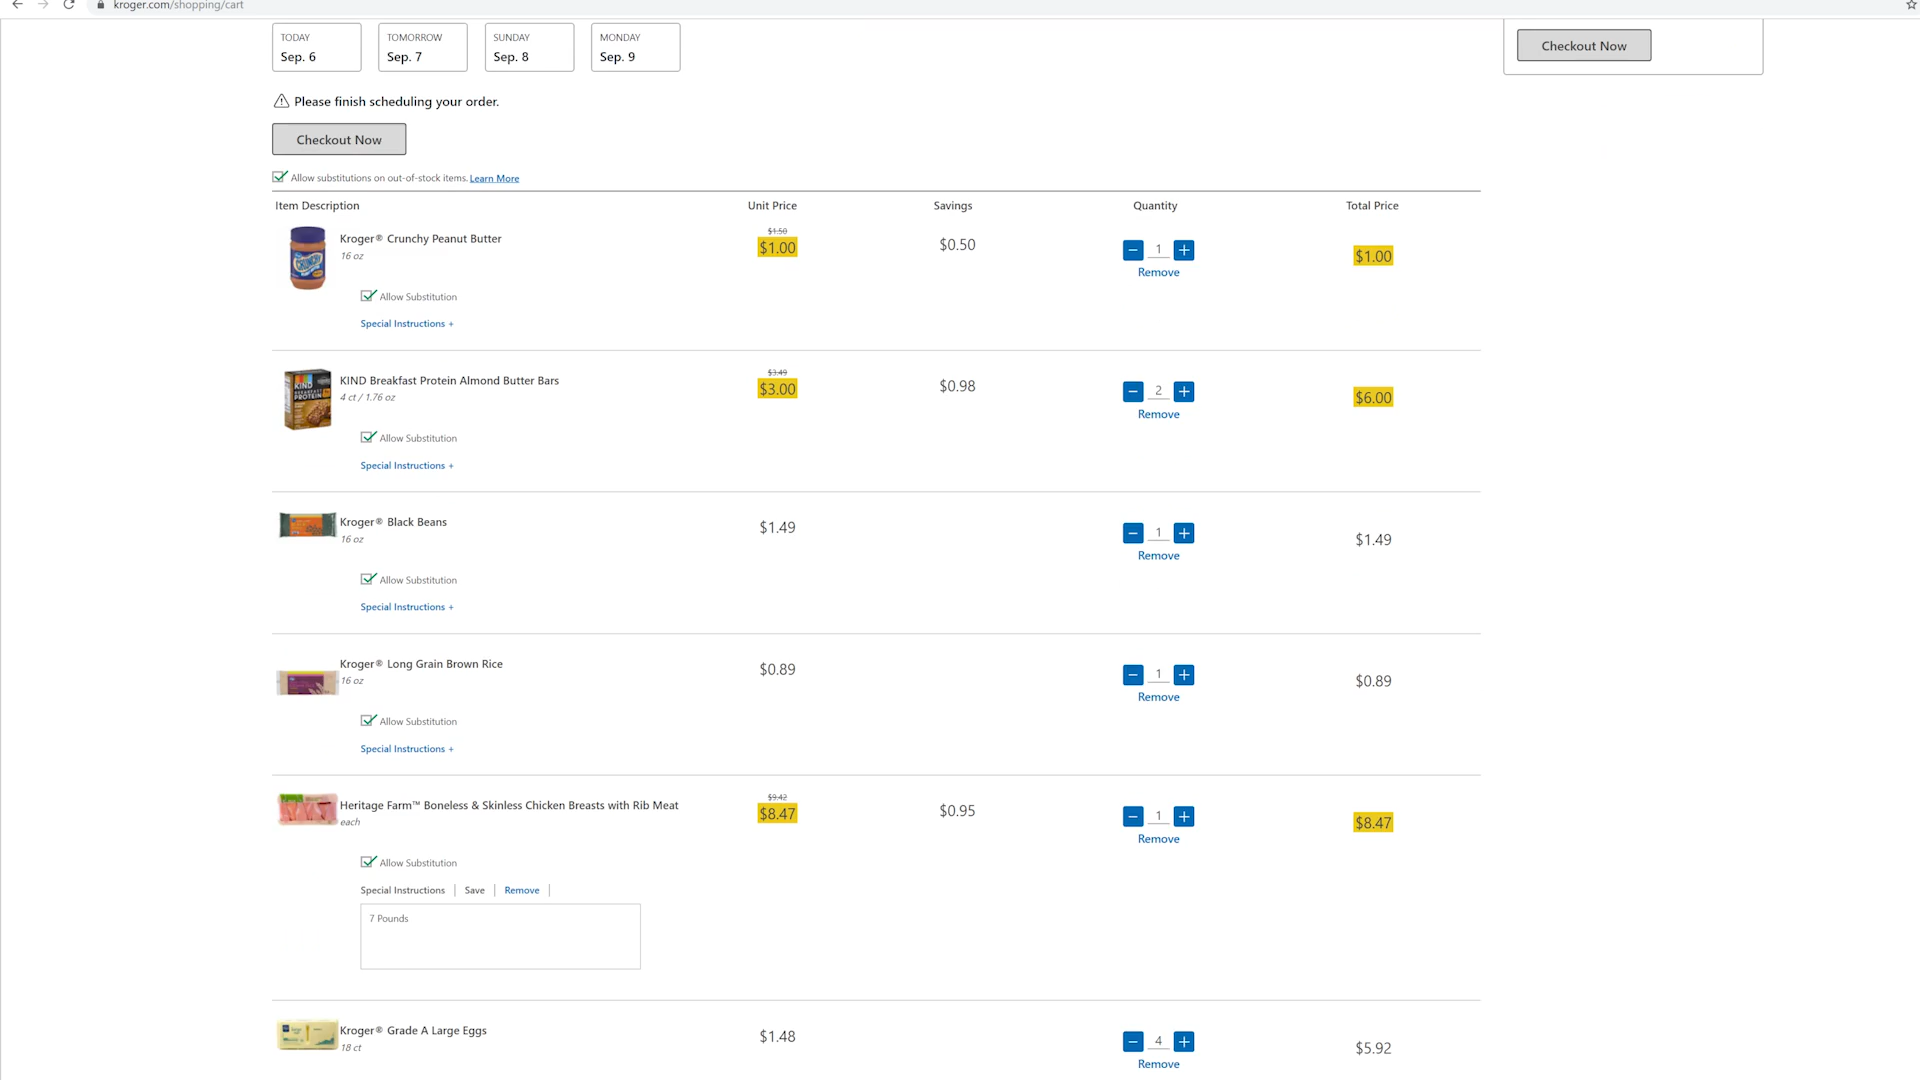 kroger.com/shopping/cart
TODAY
Sep. 6
TOMORROW
Sep. 7
SUNDAY
Sep. 8
MONDAY
Sep. 9
Checkout Now
Please finish scheduling your order.
Checkout Now
Allow substitutions on out-of-stock items. Learn More
Item Description Unit Price Savings Quantity Total Price
Kroger® Crunchy Peanut Butter
16 oz
$1.50
$1.00
$0.50
− 1 +
Remove
$1.00
CRUNCHY
Allow Substitution
Special Instructions +
KIND Breakfast Protein Almond Butter Bars
4 ct / 1.76 oz
$3.49
$3.00
$0.98
− 2 +
Remove
$6.00
KIND
BREAKFAST
PROTEIN
Allow Substitution
Special Instructions +
Kroger® Black Beans
16 oz
$1.49
− 1 +
Remove
$1.49
Allow Substitution
Special Instructions +
Kroger® Long Grain Brown Rice
16 oz
$0.89
− 1 +
Remove
$0.89
Allow Substitution
Special Instructions +
Heritage Farm™ Boneless & Skinless Chicken Breasts with Rib Meat
each
$9.42
$8.47
$0.95
− 1 +
Remove
$8.47
Allow Substitution
Special Instructions | Save | Remove |
7 Pounds
Kroger® Grade A Large Eggs
18 ct
$1.48
− 4 +
Remove
$5.92